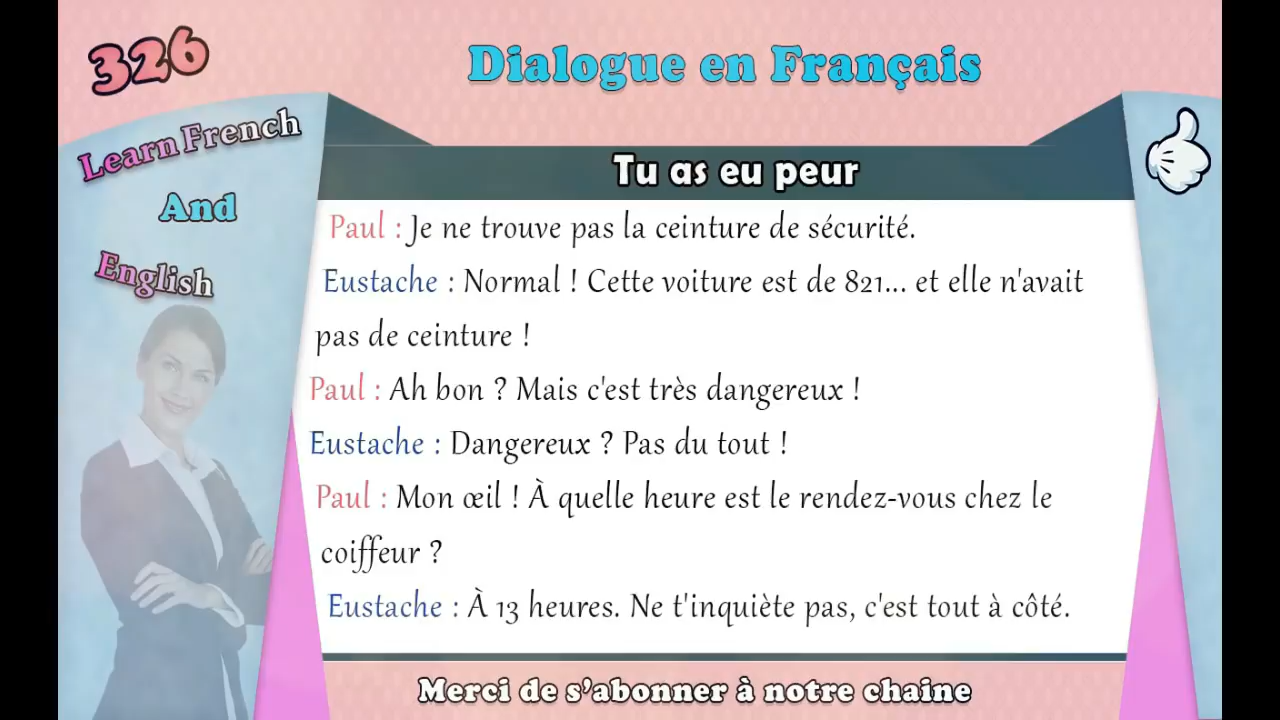 326
Dialogue en Français
Learn French
And
English
Tu as eu peur
Paul : Je ne trouve pas la ceinture de sécurité.
Eustache : Normal ! Cette voiture est de 821... et elle n'avait
pas de ceinture !
Paul : Ah bon ? Mais c'est très dangereux !
Eustache : Dangereux ? Pas du tout !
Paul : Mon œil ! À quelle heure est le rendez-vous chez le
coiffeur ?
Eustache : À 13 heures. Ne t'inquiète pas, c'est tout à côté.
Merci de s'abonner à notre chaine